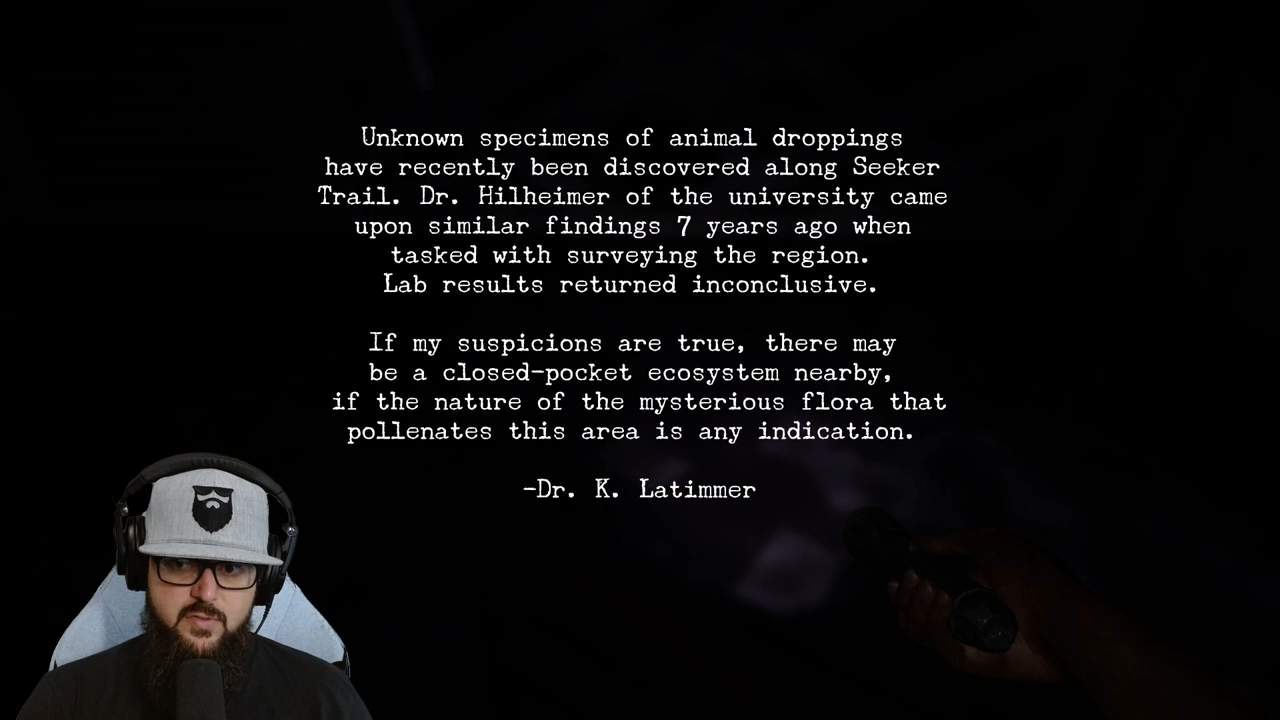 Unknown specimens of animal droppings
have recently been discovered along Seeker
Trail. Dr. Hilheimer of the university came
upon similar findings 7 years ago when
tasked with surveying the region.
Lab results returned inconclusive.
If my suspicions are true, there may
be a closed-pocket ecosystem nearby,
if the nature of the mysterious flora that
pollenates this area is any indication.
-Dr. K. Latimmer